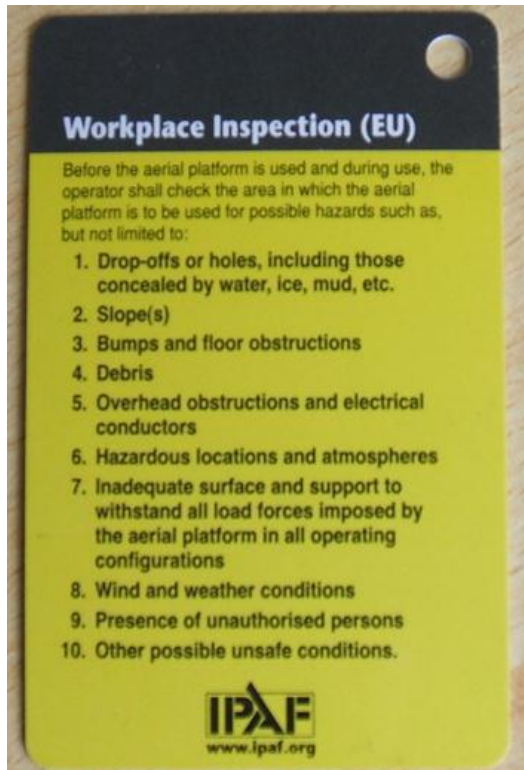 Workplace Inspection (EU)
Before the aerial platform is used and during use, the
operator shall check the area in which the aerial
platform is to be used for possible hazards such as,
but not limited to:
1. Drop-offs or holes, including those
concealed by water, ice, mud, etc.
2. Slope(s)
3. Bumps and floor obstructions
4. Debris
5. Overhead obstructions and electrical
conductors
6. Hazardous locations and atmospheres
7. Inadequate surface and support to
withstand all load forces imposed by
the aerial platform in all operating
configurations
8. Wind and weather conditions
9. Presence of unauthorised persons
10. Other possible unsafe conditions.
IPAF
www.ipaf.org